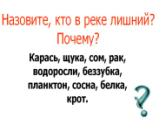 Назовите, кто в реке лишний?
Почему?
Карась, щука, сом, рак,
водоросли, беззубка,
планктон, сосна, белка,
крот.